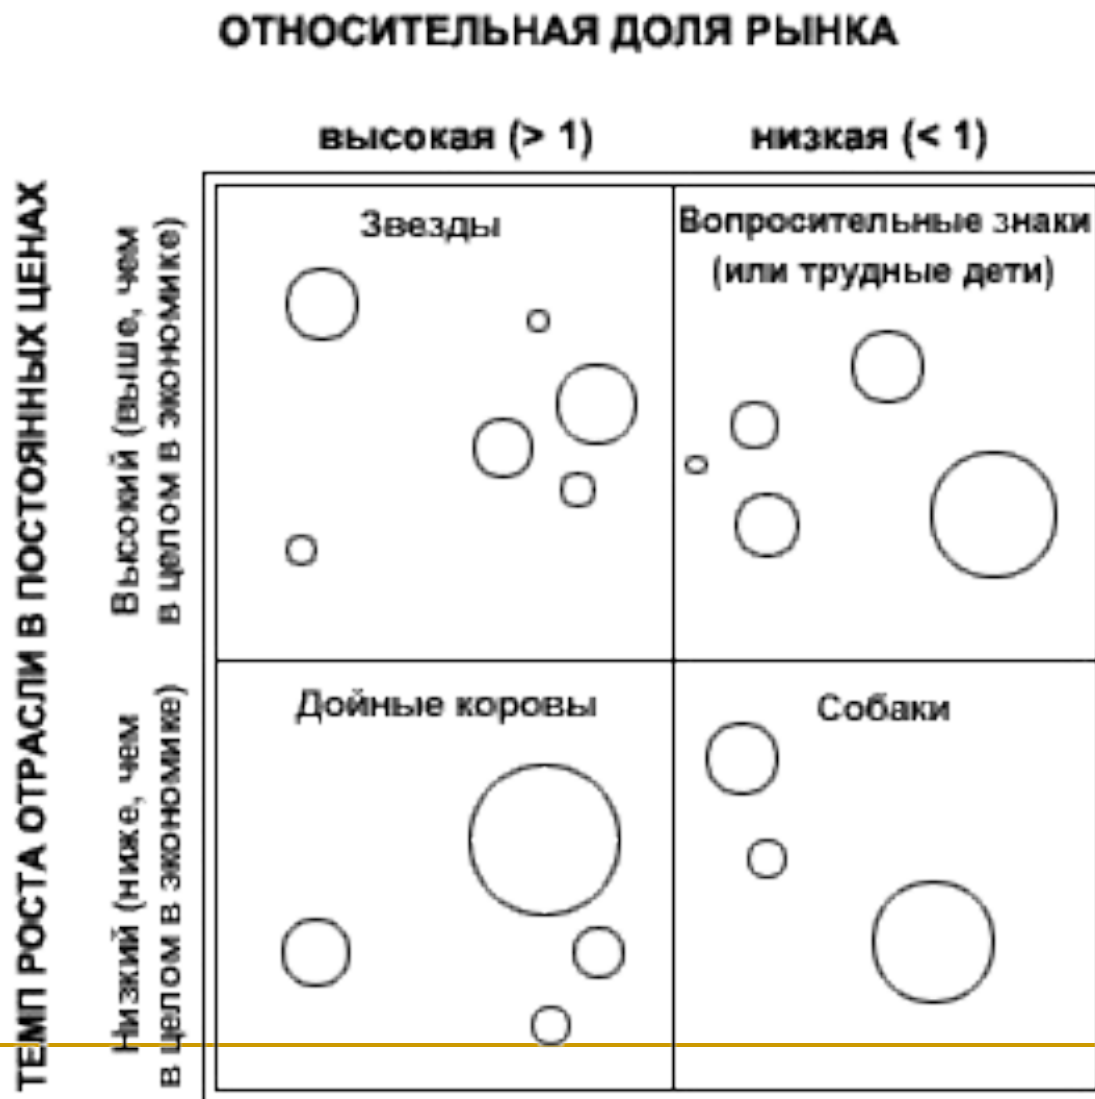 ОТНОСИТЕЛЬНАЯ ДОЛЯ РЫНКА
высокая (> 1)
низкая (< 1)
ТЕМП РОСТА ОТРАСЛИ В ПОСТОЯННЫХ ЦЕНАХ
Высокий (выше, чем
в целом в экономике)
Звезды
Вопросительные знаки
(или трудные дети)
Низкий (ниже, чем
в целом в экономике)
Дойные коровы
Собаки